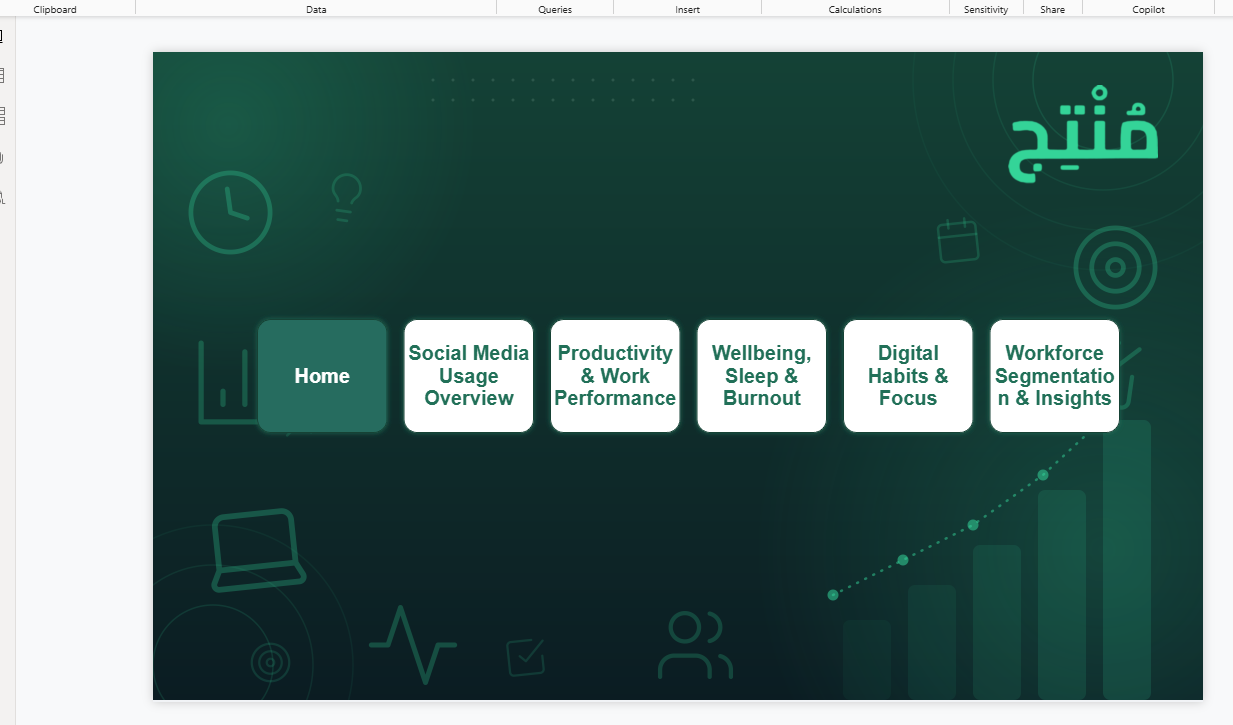 Clipboard
Data
Queries
Insert
Calculations
Sensitivity
Share
Copilot
مُنْتِج
Home
Social Media
Usage
Overview
Productivity
& Work
Performance
Wellbeing,
Sleep &
Burnout
Digital
Habits &
Focus
Workforce
Segmentatio
n & Insights